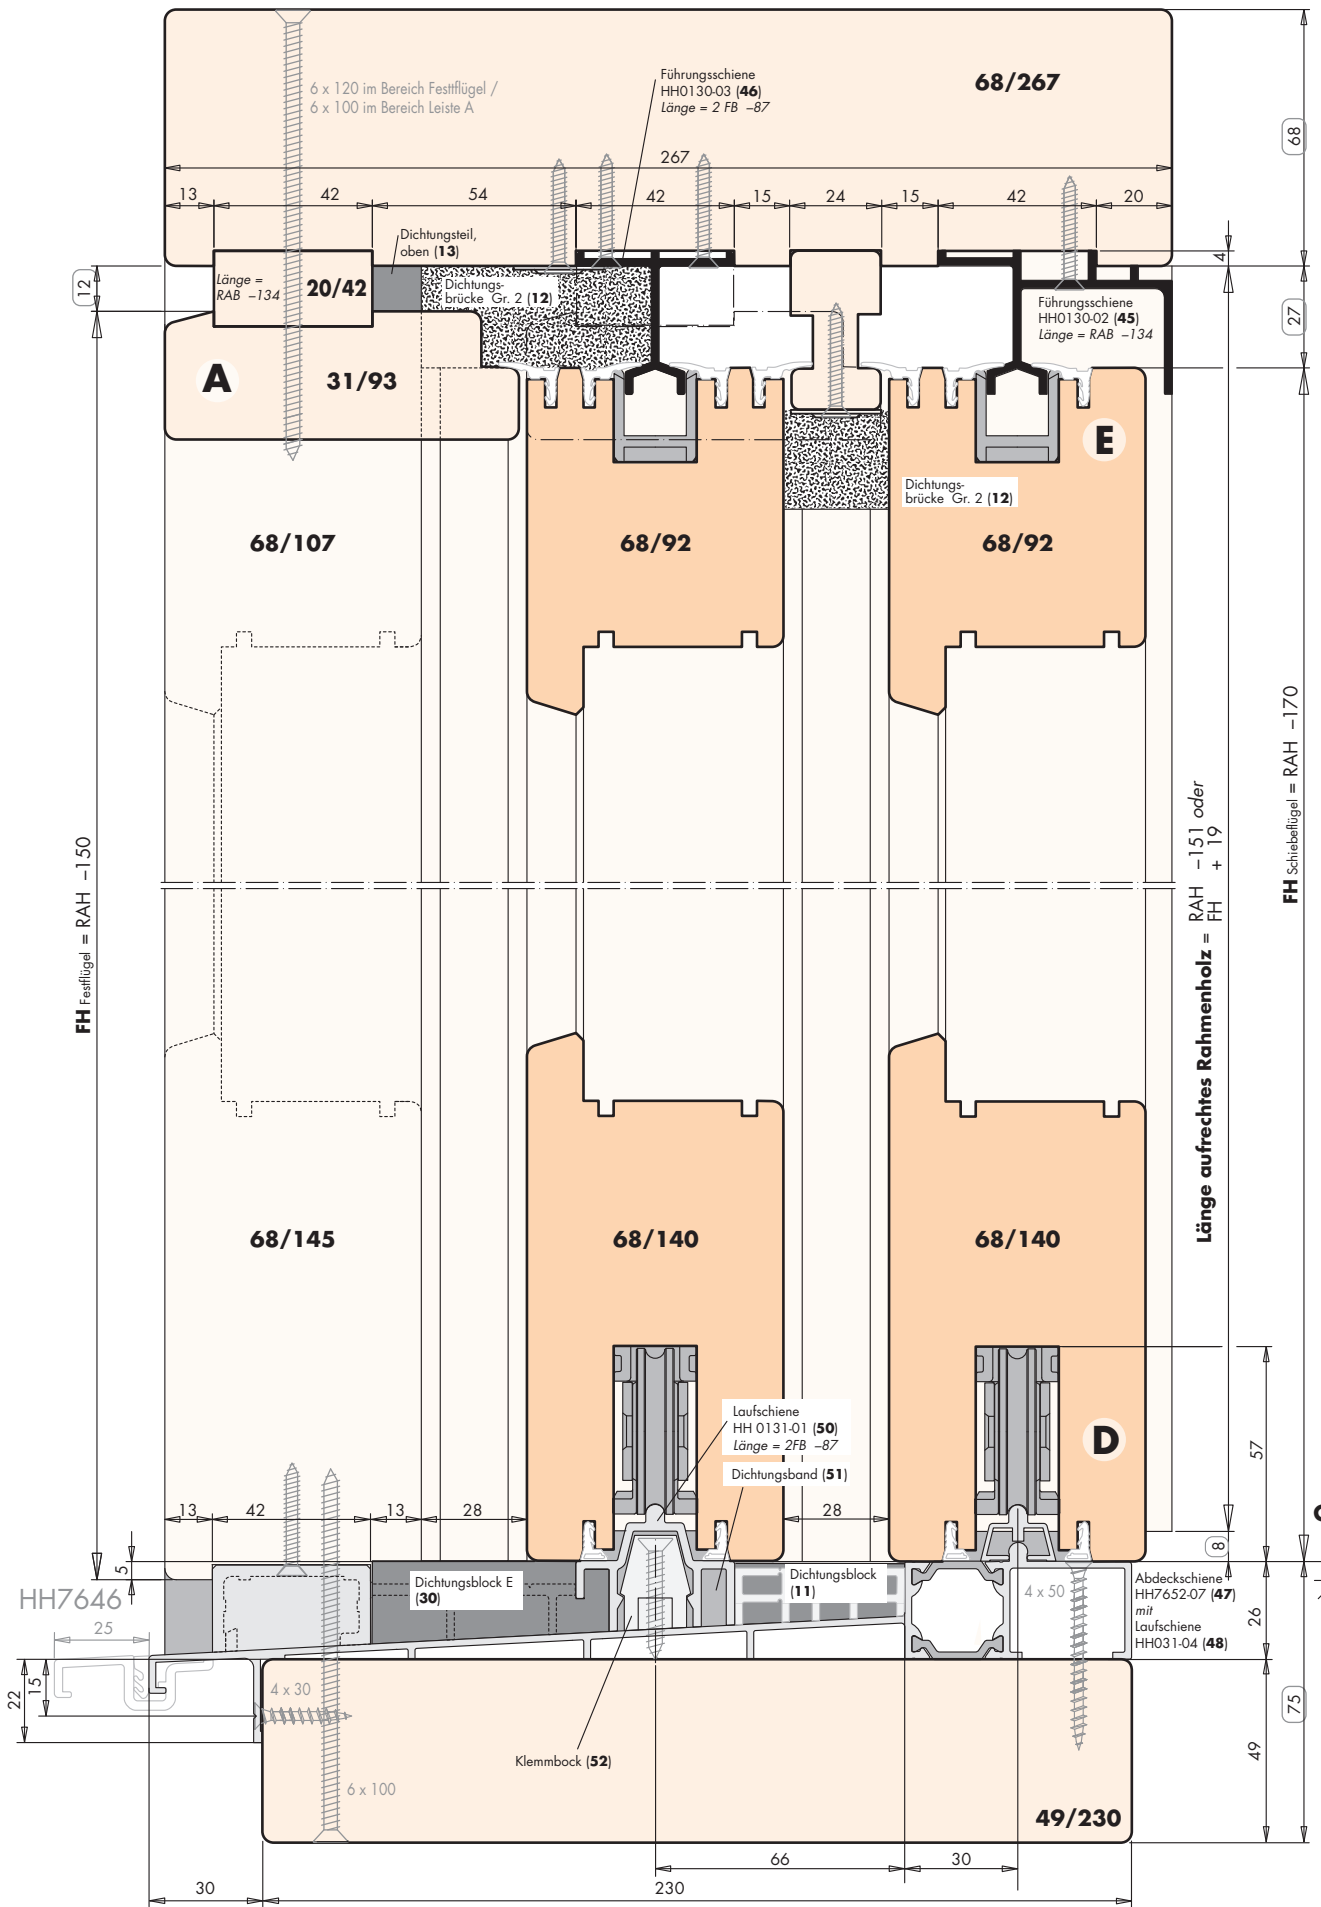 6 x 120 im Bereich Festtflügel /
6 x 100 im Bereich Leiste A
Führungsschiene
HH0130-03 (46)
Länge = 2 FB –87
68/267
68
267
13
42
54
42
15
24
15
42
20
4
12
Dichtungsteil,
oben (13)
Länge =
RAB –134
20/42
Dichtungs-
brücke Gr. 2 (12)
Führungsschiene
HH0130-02 (45)
Länge = RAB –134
27
A
31/93
E
Dichtungs-
brücke Gr. 2 (12)
68/107
68/92
68/92
FH Festflügel = RAH –150
Länge aufrechtes Rahmenholz = RAH –151 oder
FH + 19
FH Schiebeflügel = RAH –170
68/145
68/140
68/140
Laufschiene
HH 0131-01 (50)
Länge = 2FB –87
Dichtungsband (51)
D
57
13
42
13
28
28
8
5
HH7646
25
Dichtungsblock E
(30)
Dichtungsblock
(11)
4 x 50
Abdeckschiene
HH7652-07 (47)
mit
Laufschiene
HH031-04 (48)
26
22
15
4 x 30
75
49
Klemmbock (52)
6 x 100
49/230
66
30
30
230